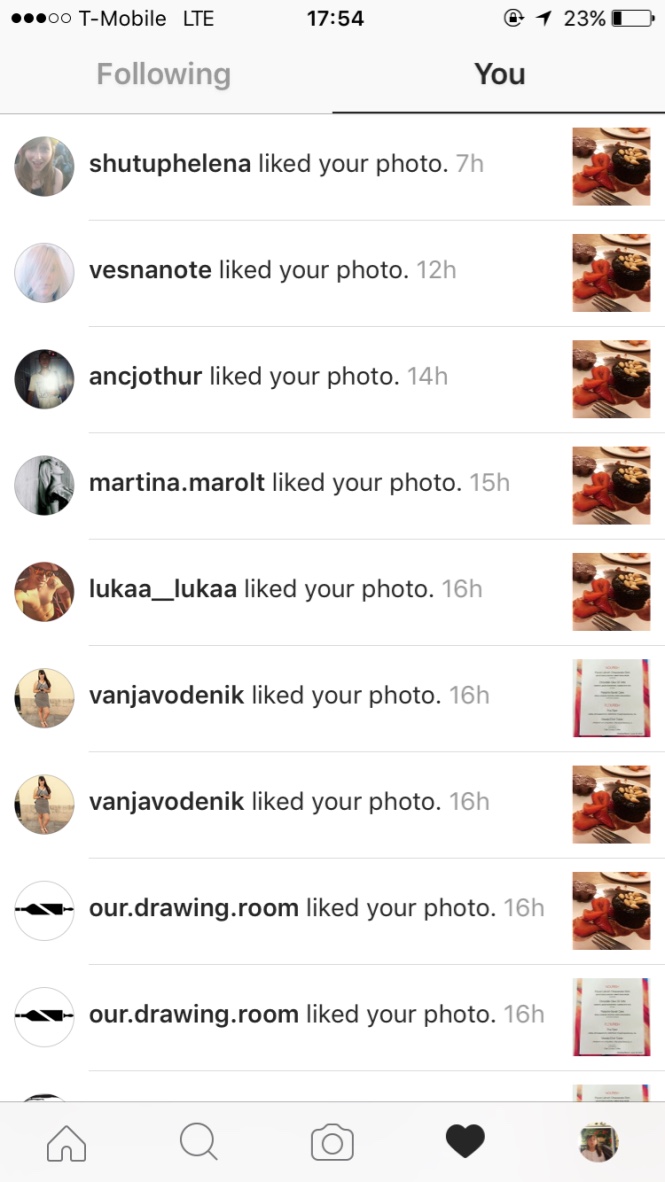 T-Mobile LTE 17:54 23%
Following You
shutuphelena liked your photo. 7h
vesnanote liked your photo. 12h
ancjothur liked your photo. 14h
martina.marolt liked your photo. 15h
lukaa__lukaa liked your photo. 16h
vanjavodenik liked your photo. 16h
vanjavodenik liked your photo. 16h
our.drawing.room liked your photo. 16h
our.drawing.room liked your photo. 16h